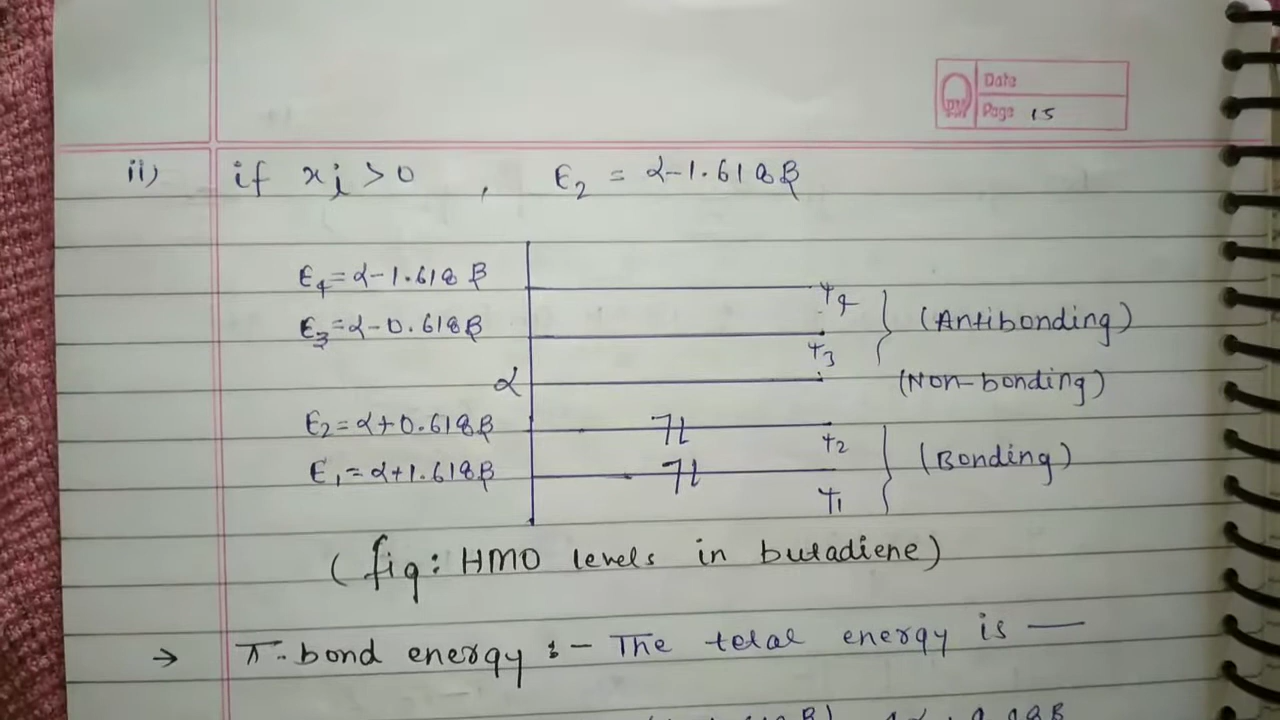 Date
Page 15
ii) if xj > 0 , E2 = α-1.618β
E4 = α-1.618β ψ4
E3 = α-0.618β ψ3 (Antibonding)
α (Non-bonding)
E2 = α+0.618β ψ2
E1 = α+1.618β ψ1 (Bonding)
(fig: HMO levels in butadiene)
→ π-bond energy :- The total energy is —